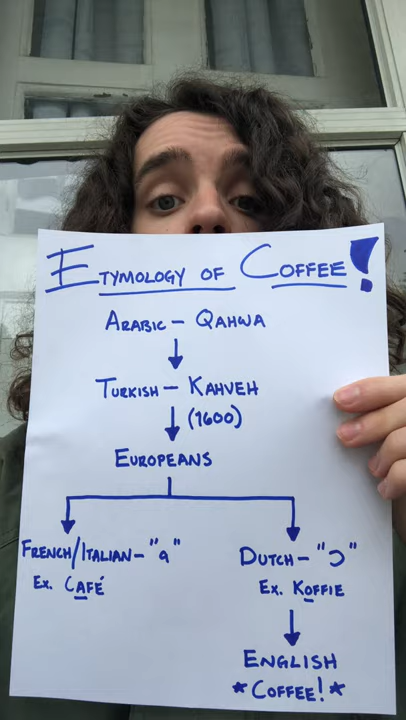 ETYMOLOGY OF COFFEE!
ARABIC - QAHWA
TURKISH - KAHVEH
(1600)
EUROPEANS
FRENCH/ITALIAN - "a"
EX. CAFÉ
DUTCH - "ɔ"
EX. KOFFIE
ENGLISH
*COFFEE!*